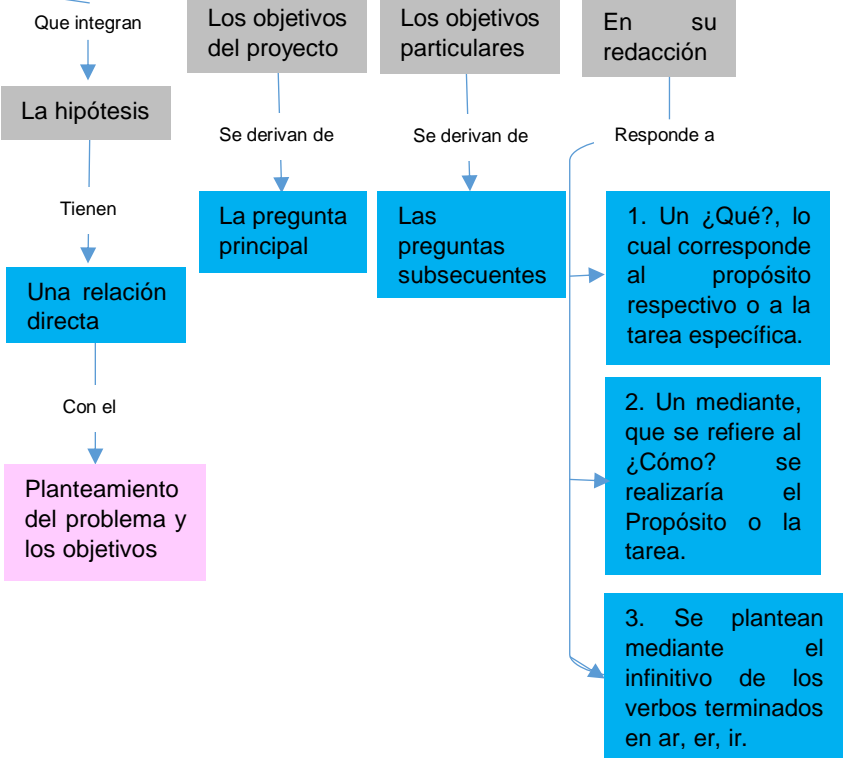 Que integran
La hipótesis
Tienen
Una relación
directa
Con el
Planteamiento
del problema y
los objetivos
Los objetivos
del proyecto
Se derivan de
La pregunta
principal
Los objetivos
particulares
Se derivan de
Las
preguntas
subsecuentes
En su
redacción
Responde a
1. Un ¿Qué?, lo
cual corresponde
al propósito
respectivo o a la
tarea específica.
2. Un mediante,
que se refiere al
¿Cómo? se
realizaría el
Propósito o la
tarea.
3. Se plantean
mediante el
infinitivo de los
verbos terminados
en ar, er, ir.